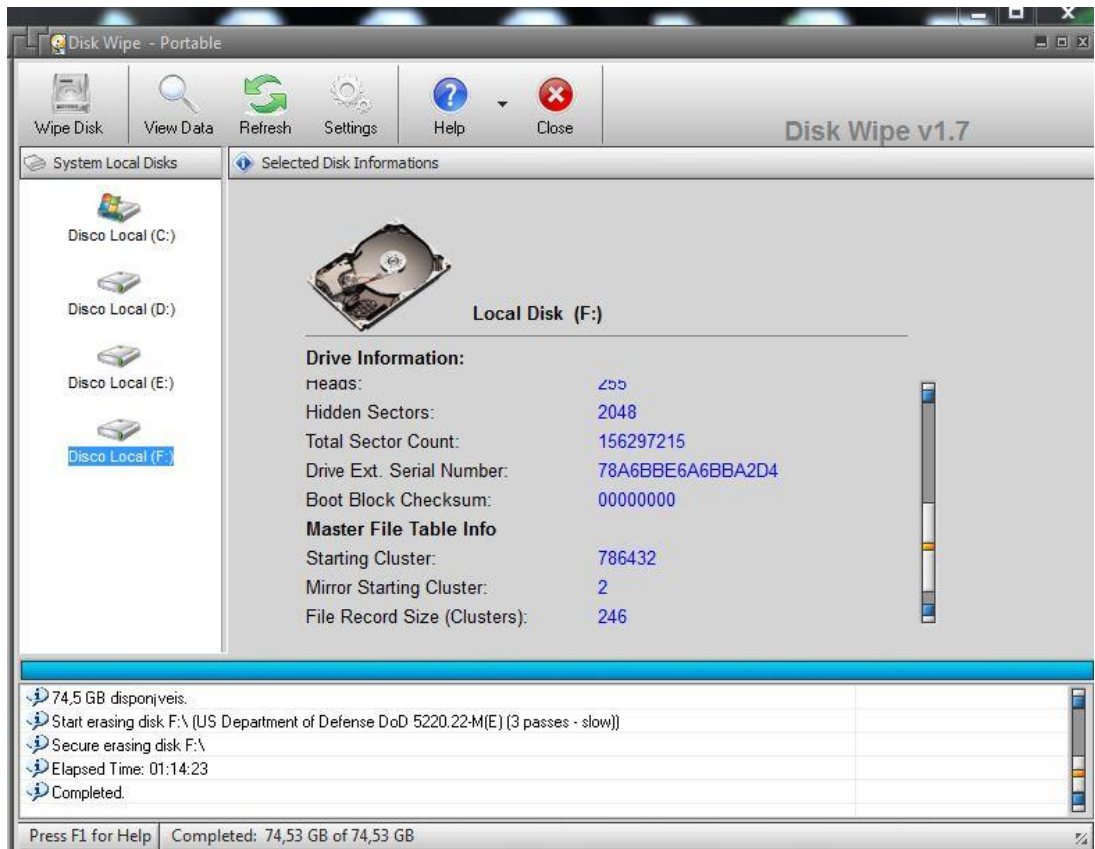 Disk Wipe - Portable
Wipe Disk
View Data
Refresh
Settings
Help
Close
Disk Wipe v1.7
System Local Disks
Selected Disk Informations
Disco Local (C:)
Disco Local (D:)
Disco Local (E:)
Disco Local (F:)
Local Disk (F:)
Drive Information:
Heads: 255
Hidden Sectors: 2048
Total Sector Count: 156297215
Drive Ext. Serial Number: 78A6BBE6A6BBA2D4
Boot Block Checksum: 00000000
Master File Table Info
Starting Cluster: 786432
Mirror Starting Cluster: 2
File Record Size (Clusters): 246
74,5 GB disponíveis.
Start erasing disk F:\ (US Department of Defense DoD 5220.22-M(E) (3 passes - slow))
Secure erasing disk F:\
Elapsed Time: 01:14:23
Completed.
Press F1 for Help
Completed: 74,53 GB of 74,53 GB